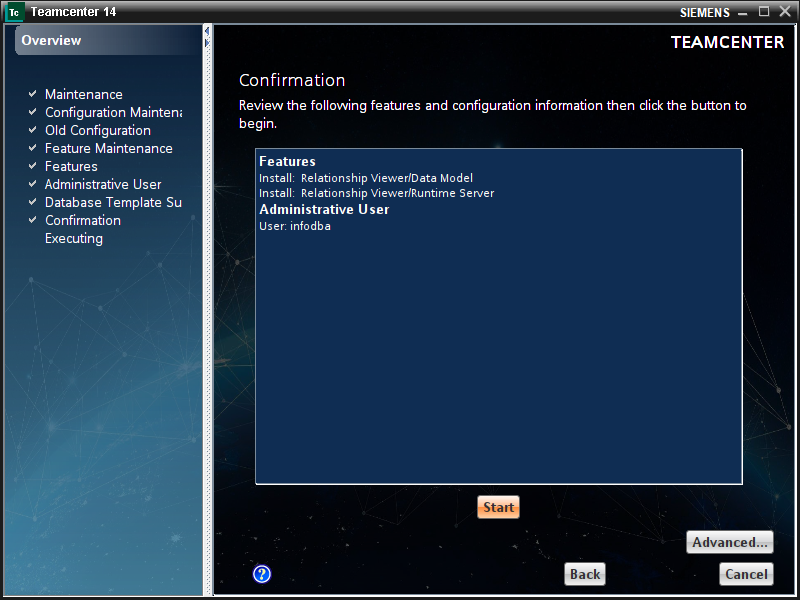 Tc Teamcenter 14
SIEMENS
Overview
TEAMCENTER
Maintenance
Configuration Maintena
Old Configuration
Feature Maintenance
Features
Administrative User
Database Template Su
Confirmation
Executing
Confirmation
Review the following features and configuration information then click the button to
begin.
Features
Install: Relationship Viewer/Data Model
Install: Relationship Viewer/Runtime Server
Administrative User
User: infodba
Start
Advanced...
?
Back
Cancel